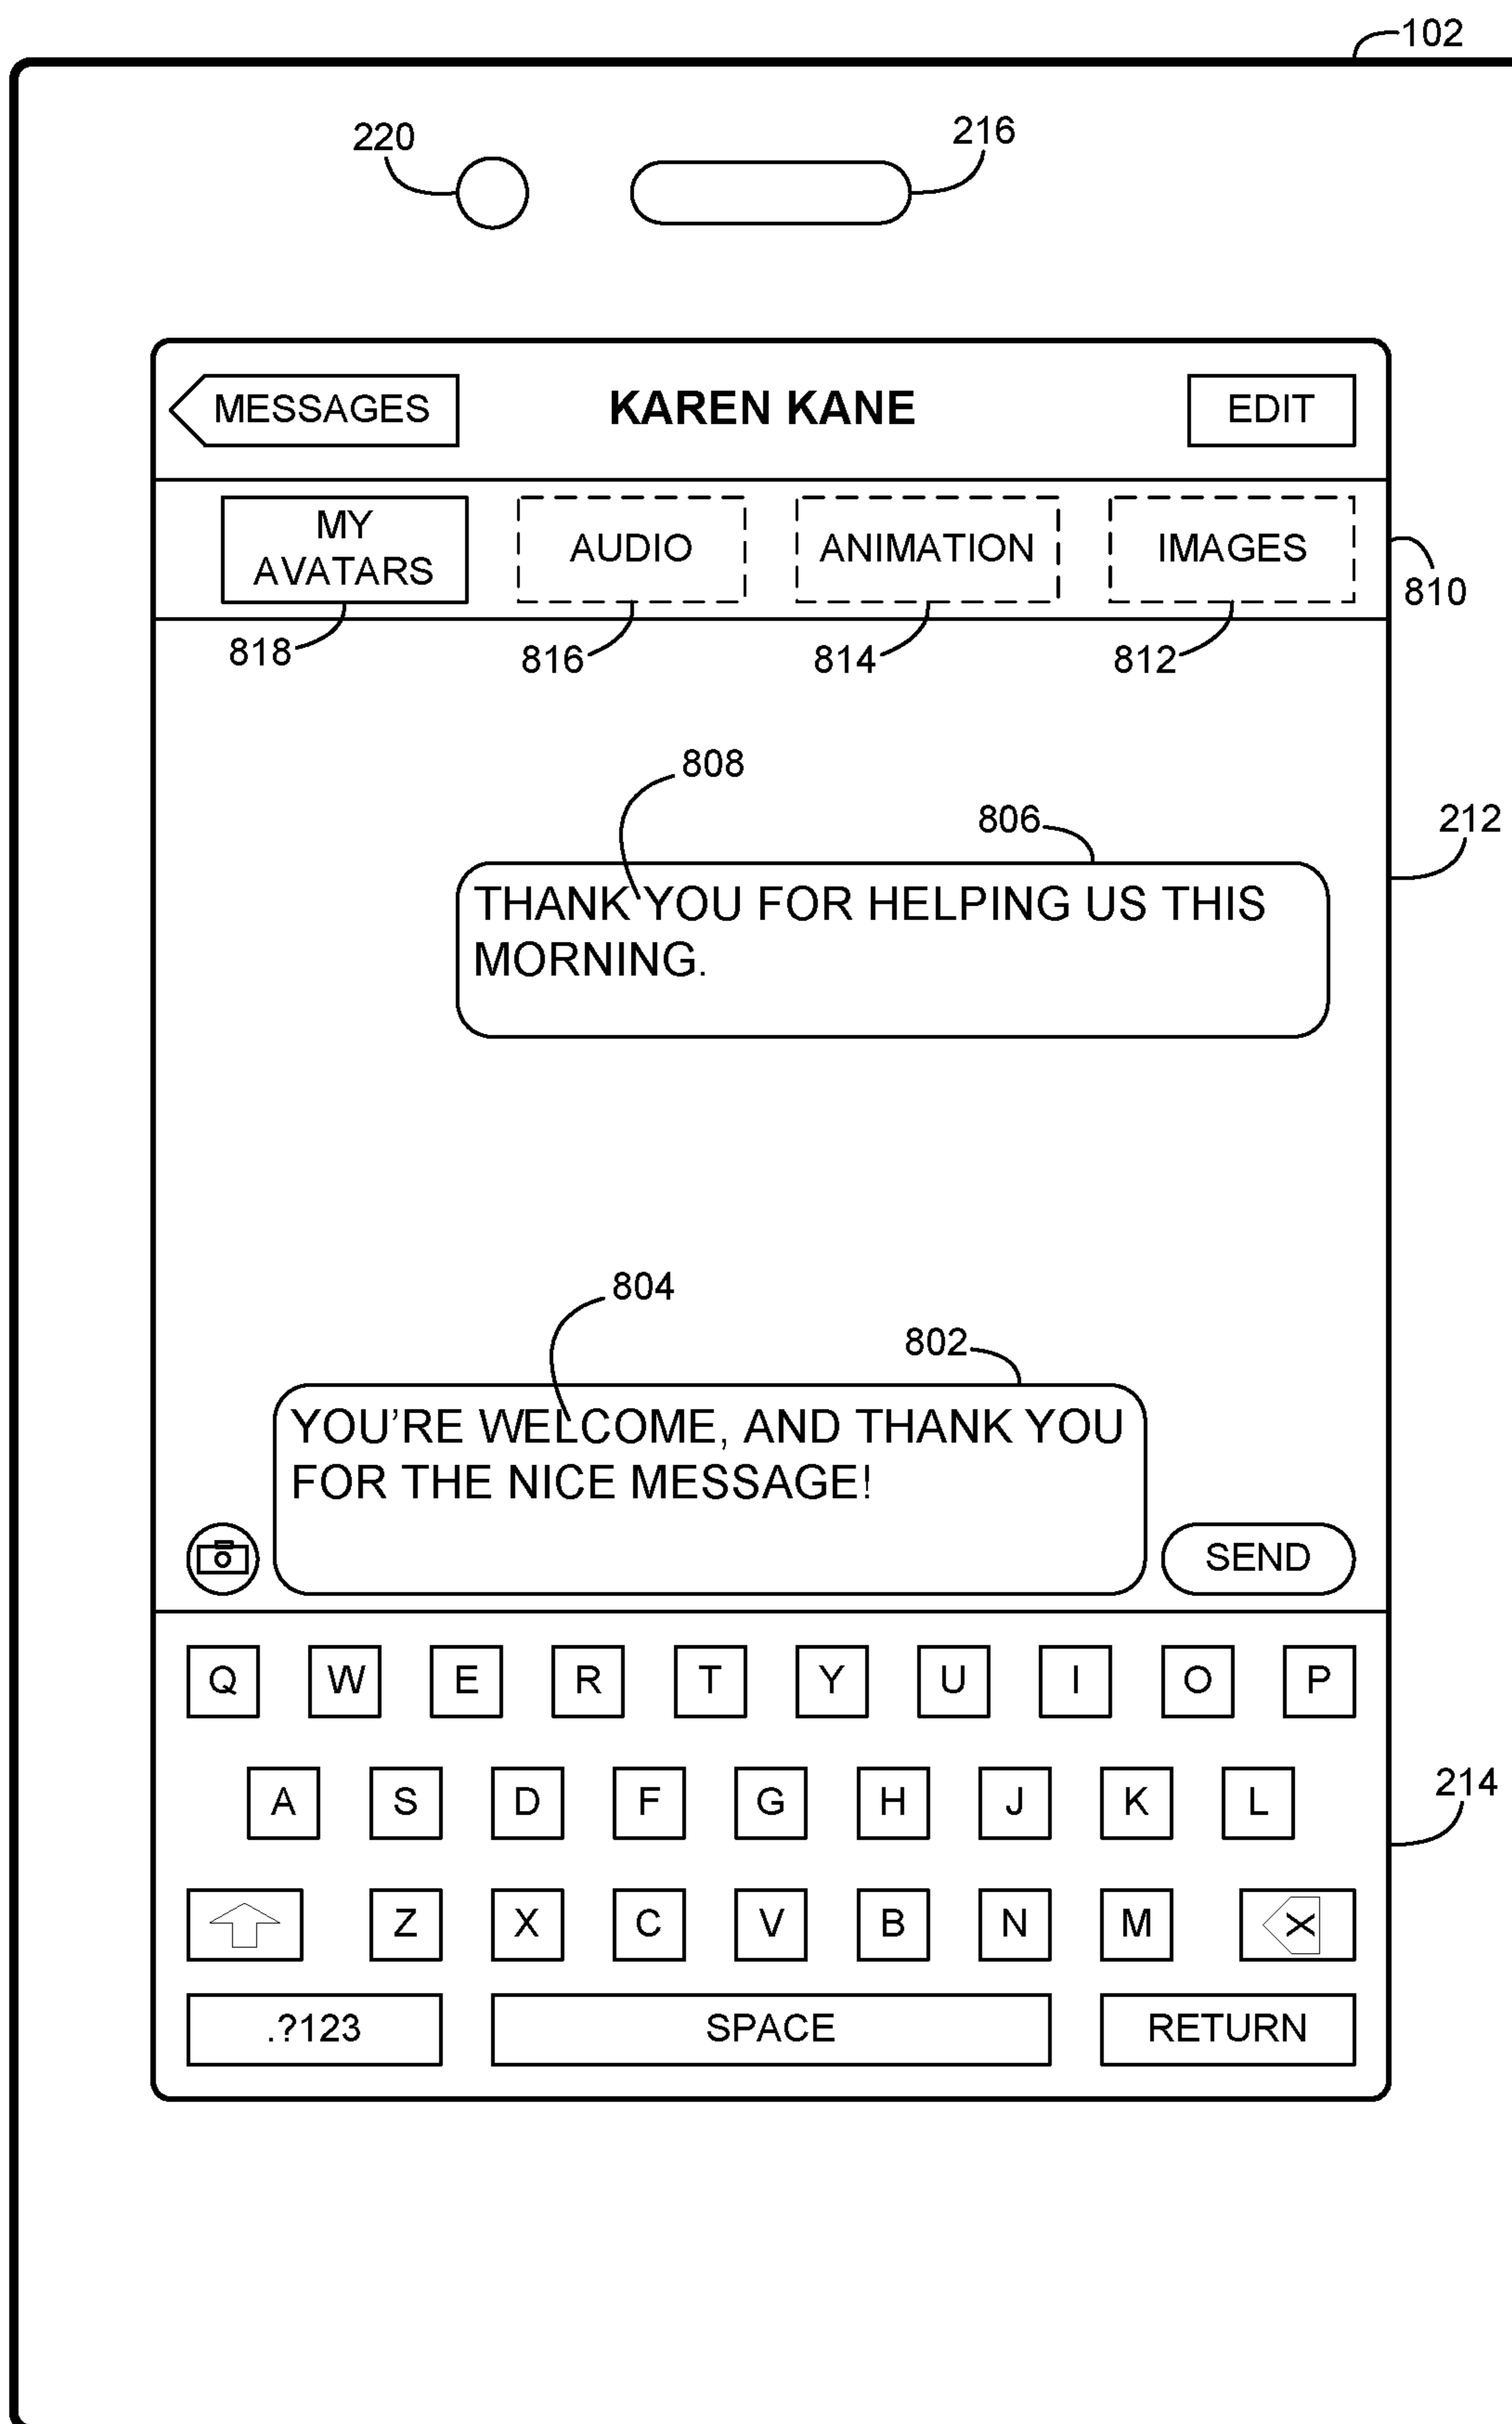 102
220
216
MESSAGES
KAREN KANE
EDIT
MY
AVATARS
AUDIO
ANIMATION
IMAGES
810
818
816
814
812
808
806
212
THANK YOU FOR HELPING US THIS
MORNING.
804
802
YOU'RE WELCOME, AND THANK YOU
FOR THE NICE MESSAGE!
SEND
Q W E R T Y U I O P
214
A S D F G H J K L
Z X C V B N M X
.?123 SPACE RETURN